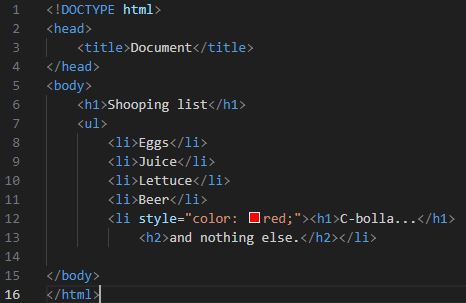 1 <!DOCTYPE html>
2 <head>
3     <title>Document</title>
4 </head>
5 <body>
6     <h1>Shooping list</h1>
7     <ul>
8         <li>Eggs</li>
9         <li>Juice</li>
10         <li>Lettuce</li>
11         <li>Beer</li>
12         <li style="color: red;"><h1>C-bolla...</h1>
13             <h2>and nothing else.</h2></li>
14
15 </body>
16 </html>